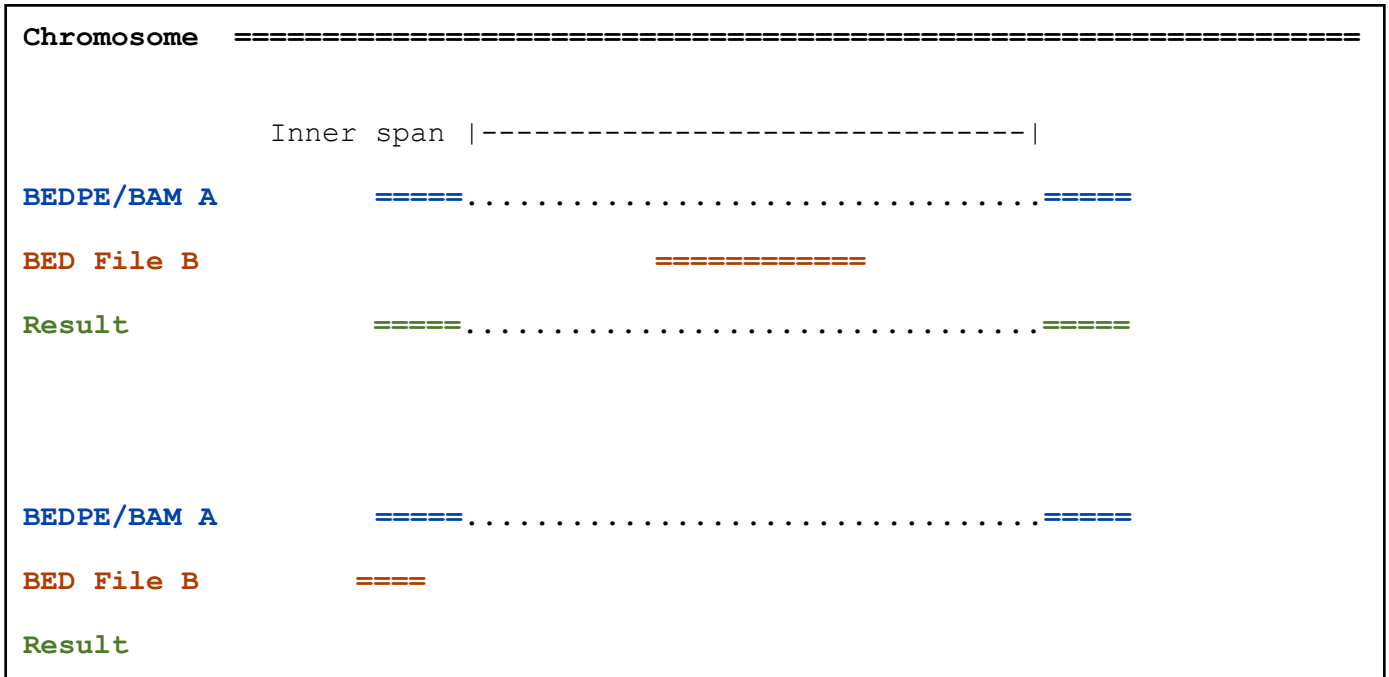 Chromosome  ================================================================
Inner span |-------------------------------|
BEDPE/BAM A         =====.................................=====
BED File B                          ============
Result              =====.................................=====
BEDPE/BAM A         =====.................................=====
BED File B         ====
Result